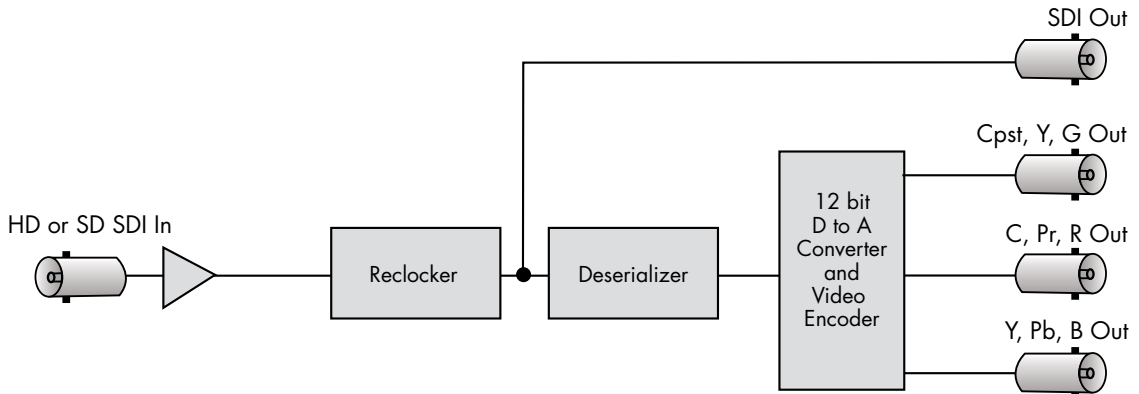 SDI Out
Cpst, Y, G Out
HD or SD SDI In
Reclocker
Deserializer
12 bit
D to A
Converter
and
Video
Encoder
C, Pr, R Out
Y, Pb, B Out